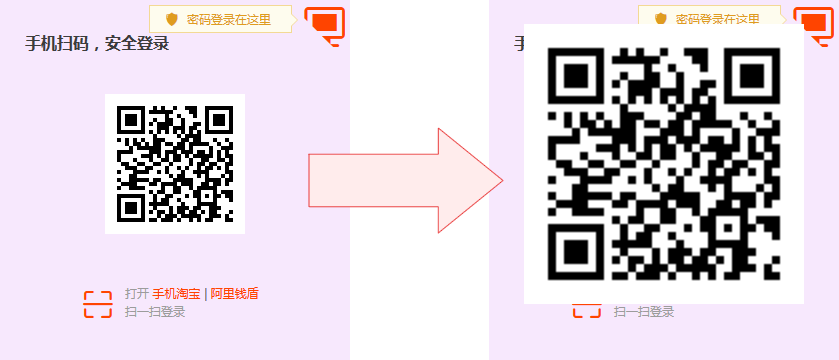 密码登录在这里
手机扫码，安全登录
打开 手机淘宝 | 阿里钱盾
扫一扫登录
密码登录在这里
手
扫一扫登录